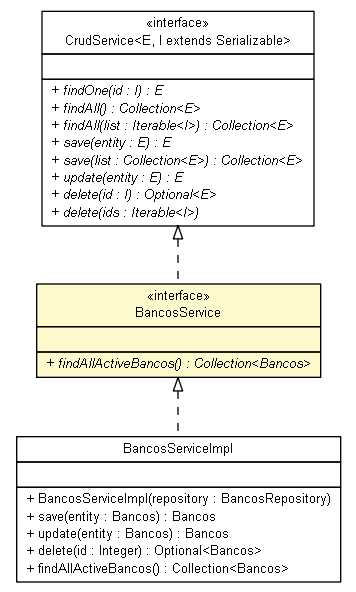 «interface»
CrudService<E, I extends Serializable>
+ findOne(id : I) : E
+ findAll() : Collection<E>
+ findAll(list : Iterable<I>) : Collection<E>
+ save(entity : E) : E
+ save(list : Collection<E>) : Collection<E>
+ update(entity : E) : E
+ delete(id : I) : Optional<E>
+ delete(ids : Iterable<I>)
«interface»
BancosService
+ findAllActiveBancos() : Collection<Bancos>
BancosServiceImpl
+ BancosServiceImpl(repository : BancosRepository)
+ save(entity : Bancos) : Bancos
+ update(entity : Bancos) : Bancos
+ delete(id : Integer) : Optional<Bancos>
+ findAllActiveBancos() : Collection<Bancos>